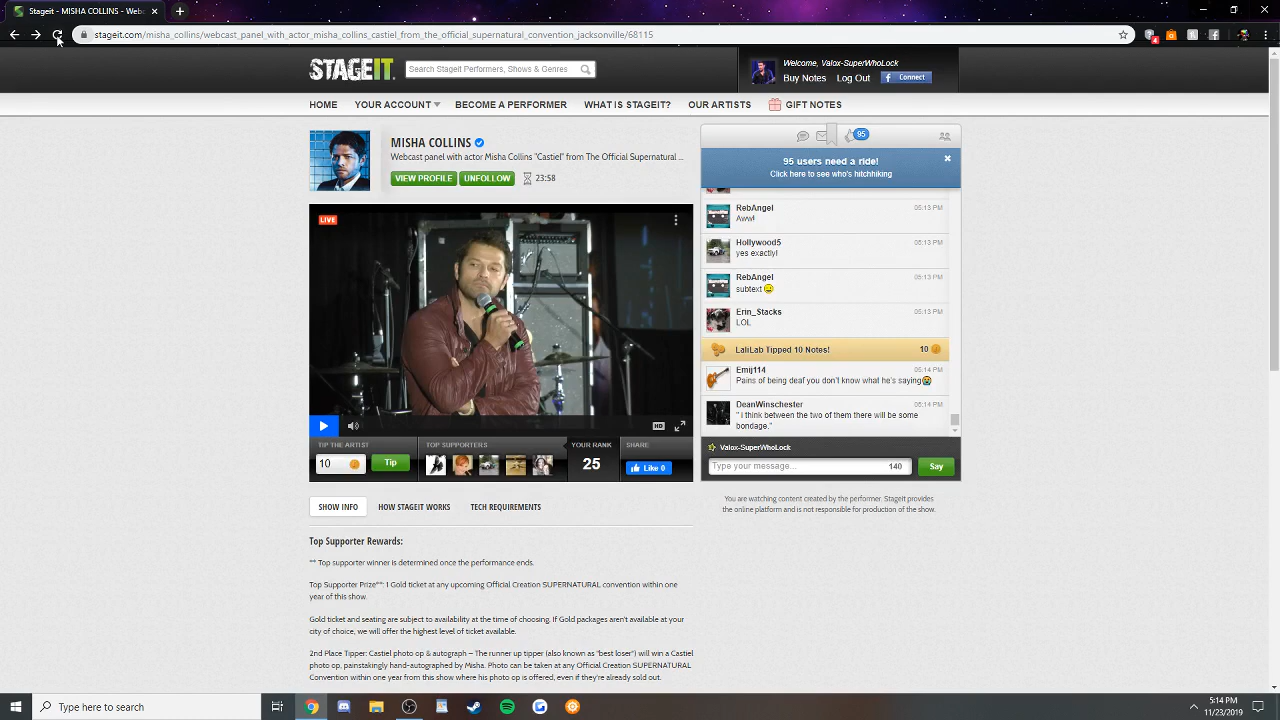 Stageit - MISHA COLLINS - Web
stageit.com/misha_collins/webcast_panel_with_actor_misha_collins_castiel_from_the_official_supernatural_convention_jacksonville/68115
4
STAGEIT.
Search Stageit Performers, Shows & Genres
Welcome, Valox-SuperWhoLock
Buy Notes
Log Out
Connect
HOME
YOUR ACCOUNT
BECOME A PERFORMER
WHAT IS STAGEIT?
OUR ARTISTS
GIFT NOTES
MISHA COLLINS
Webcast panel with actor Misha Collins "Castiel" from The Official Supernatural ...
VIEW PROFILE
UNFOLLOW
23:58
LIVE
HD
TIP THE ARTIST
10
Tip
TOP SUPPORTERS
YOUR RANK
25
SHARE
Like 0
95
95 users need a ride!
Click here to see who's hitchhiking
RebAngel
05:13 PM
Aww!
Hollywood5
05:13 PM
yes exactly!
RebAngel
05:13 PM
subtext
Erin_Stacks
05:13 PM
LOL
LaliLab Tipped 10 Notes!
10
Emij114
05:14 PM
Pains of being deaf you don't know what he's saying
DeanWinschester
05:14 PM
" i think between the two of them there will be some
bondage."
Valox-SuperWhoLock
Type your message...
140
Say
You are watching content created by the performer. Stageit provides
the online platform and is not responsible for production of the show.
SHOW INFO
HOW STAGEIT WORKS
TECH REQUIREMENTS
Top Supporter Rewards:
** Top supporter winner is determined once the performance ends.
Top Supporter Prize**: 1 Gold ticket at any upcoming Official Creation SUPERNATURAL convention within one
year of this show.
Gold ticket and seating are subject to availability at the time of choosing. If Gold packages aren't available at your
city of choice, we will offer the highest level of ticket available.
2nd Place Tipper: Castiel photo op & autograph – The runner up tipper (also known as "best loser") will win a Castiel
photo op, painstakingly hand-autographed by Misha. Photo can be taken at any Official Creation SUPERNATURAL
Convention within one year from this show where his photo op is offered, even if they're already sold out.
Type here to search
5:14 PM
11/23/2019